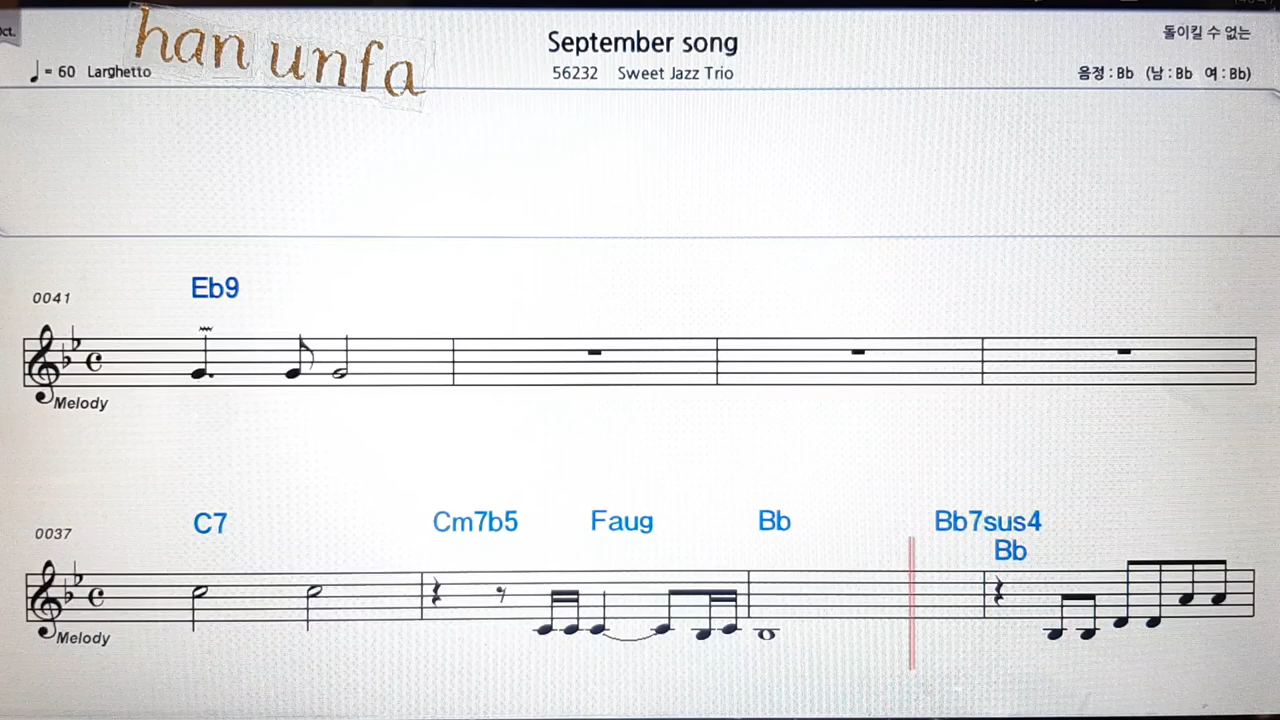 Oct.
han unfa
September song
돌이킬 수 없는
= 60 Larghetto
56232 Sweet Jazz Trio
음정 : Bb (남 : Bb 여 : Bb)
Eb9
0041
Melody
C7 Cm7b5 Faug Bb Bb7sus4
Bb
0037
Melody